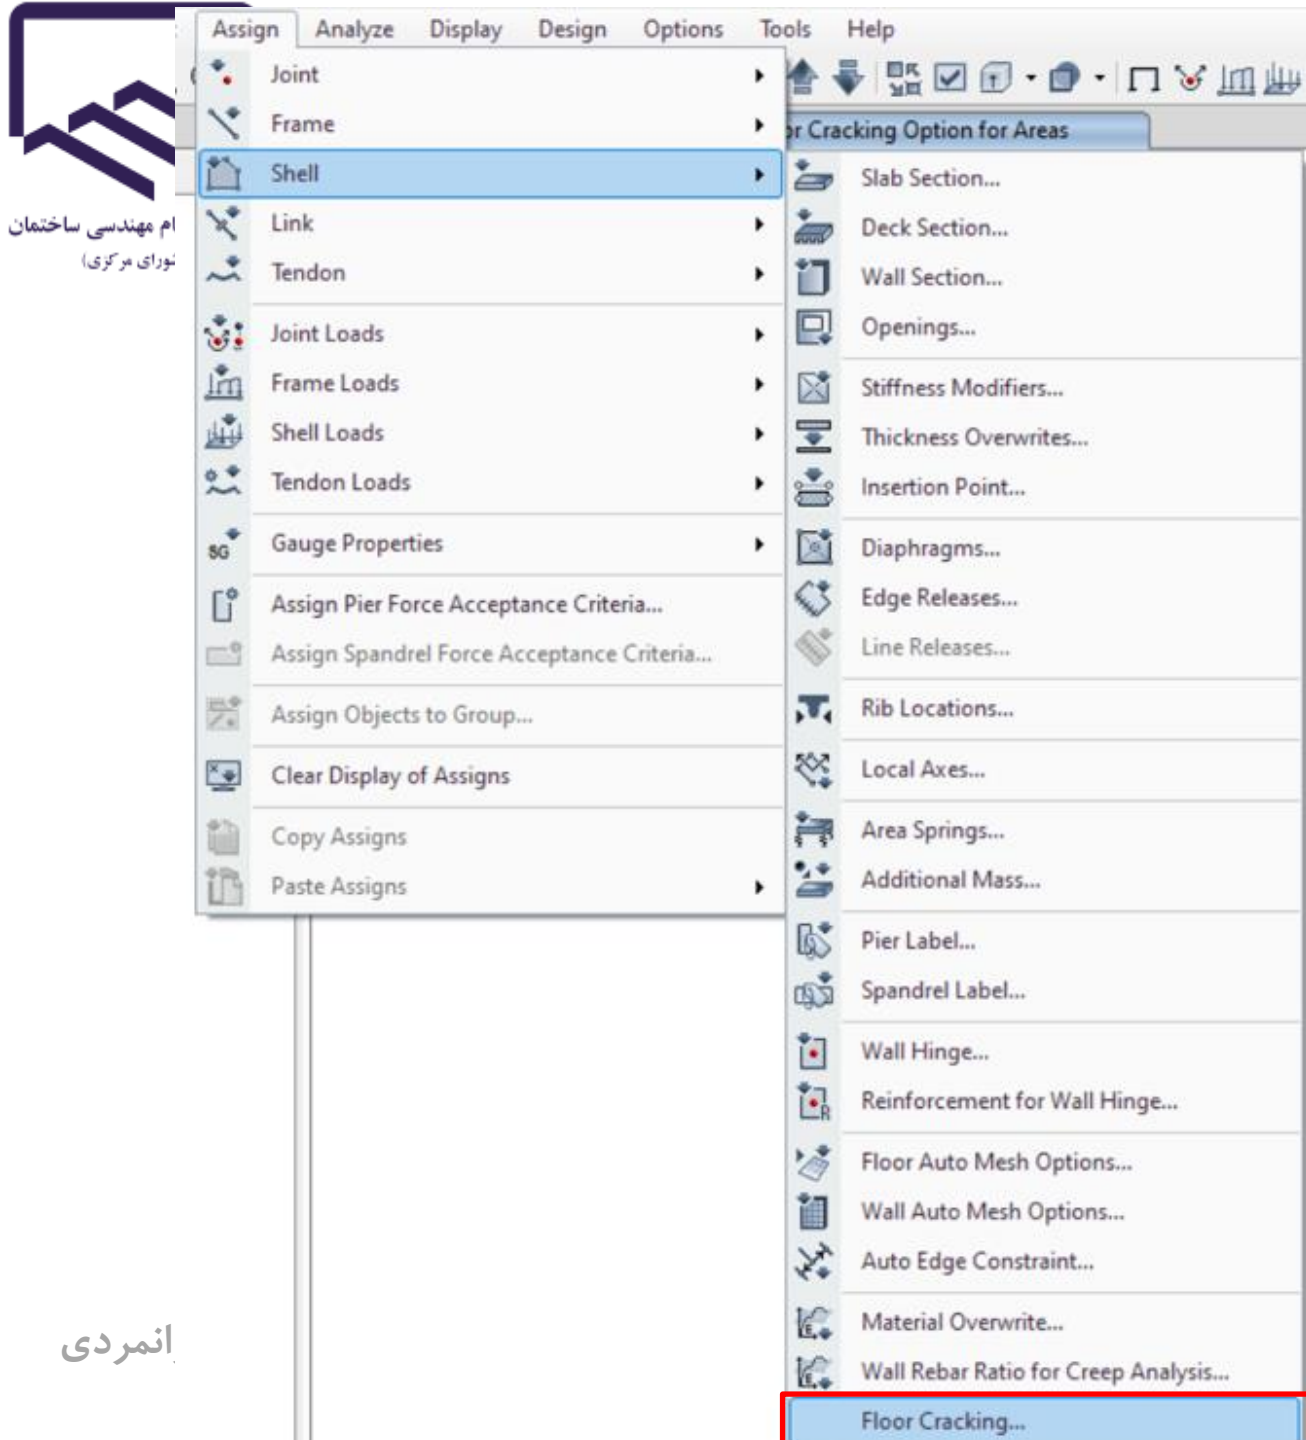 Assign Analyze Display Design Options Tools Help
Joint
Frame
or Cracking Option for Areas
Shell
Slab Section...
Link
Deck Section...
Tendon
Wall Section...
Joint Loads
Openings...
Frame Loads
Stiffness Modifiers...
Shell Loads
Thickness Overwrites...
Tendon Loads
Insertion Point...
SG Gauge Properties
Diaphragms...
Assign Pier Force Acceptance Criteria...
Edge Releases...
Assign Spandrel Force Acceptance Criteria...
Line Releases...
Assign Objects to Group...
Rib Locations...
Clear Display of Assigns
Local Axes...
Copy Assigns
Area Springs...
Paste Assigns
Additional Mass...
Pier Label...
Spandrel Label...
Wall Hinge...
Reinforcement for Wall Hinge...
Floor Auto Mesh Options...
Wall Auto Mesh Options...
Auto Edge Constraint...
Material Overwrite...
Wall Rebar Ratio for Creep Analysis...
Floor Cracking...
ام مهندسی ساختمان
شورای مرکزی)
انمردی